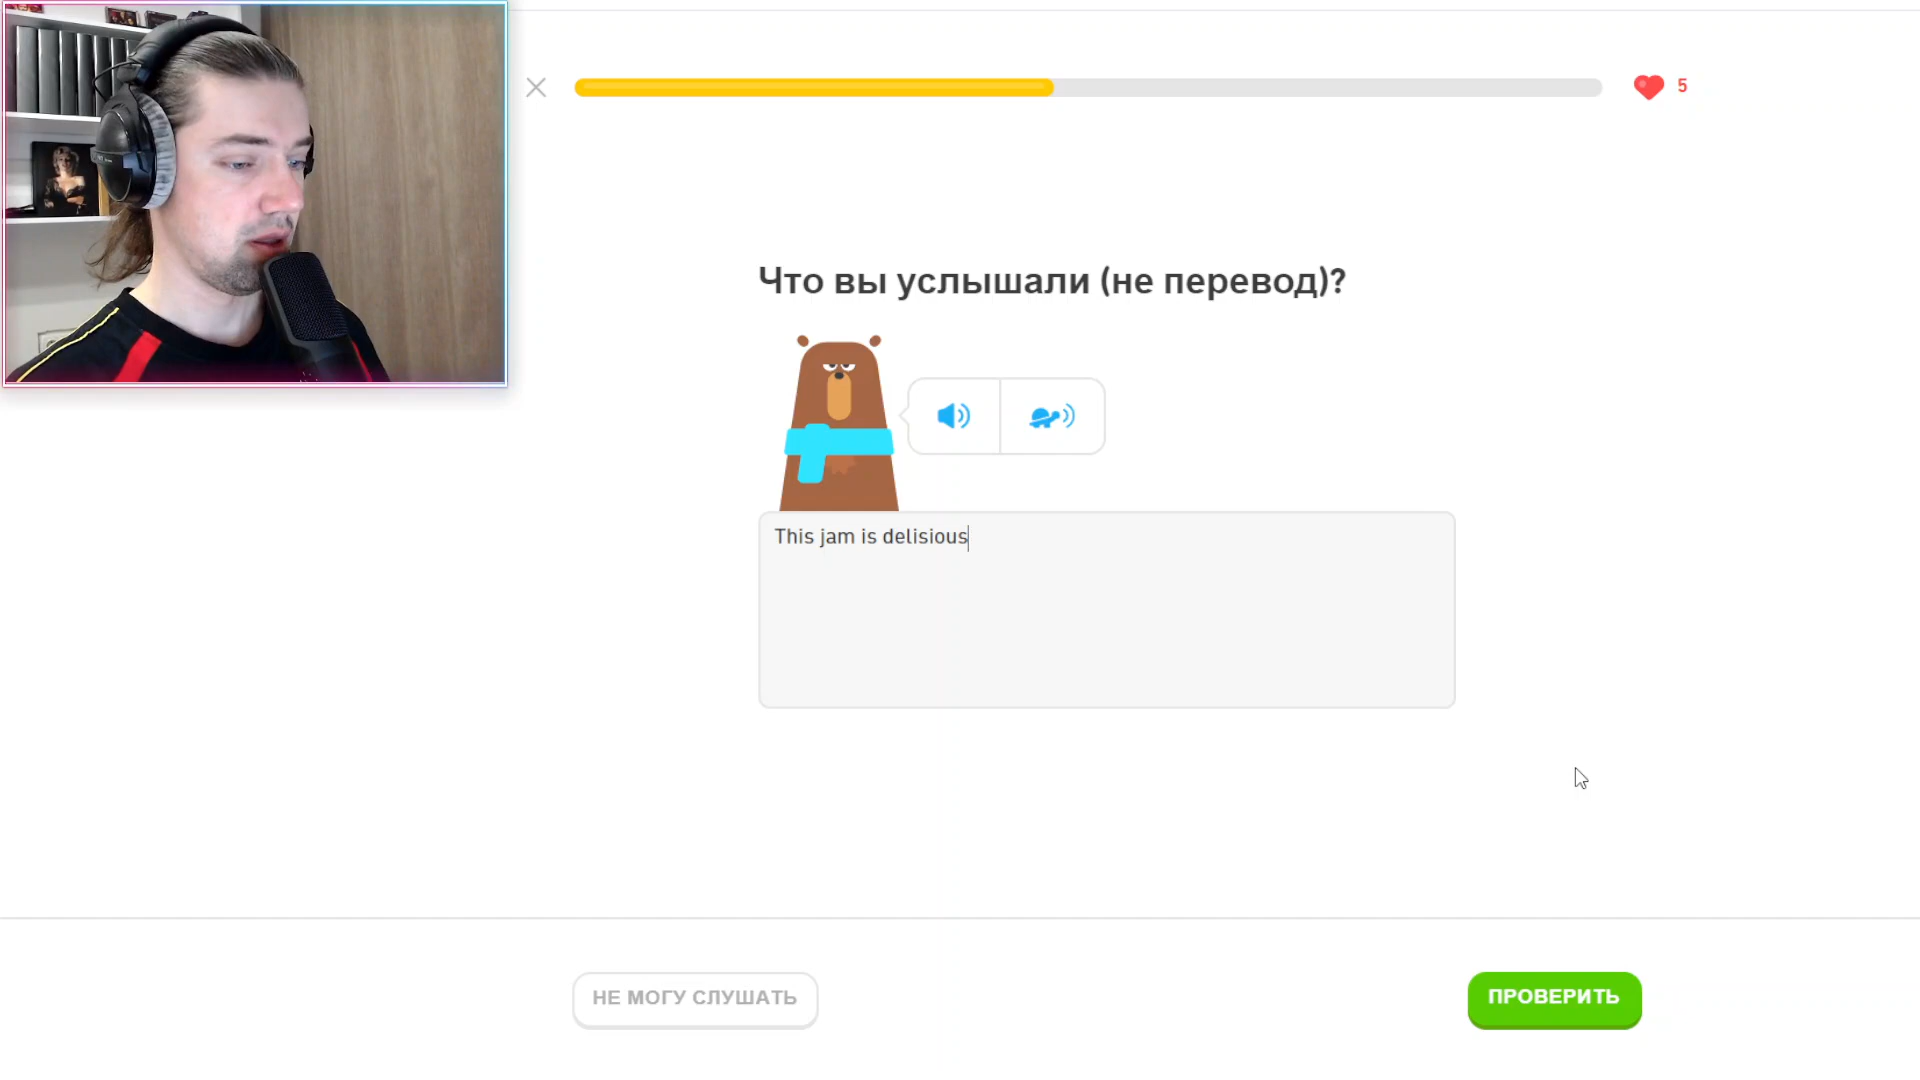 5
Что вы услышали (не перевод)?
This jam is delisious
НЕ МОГУ СЛУШАТЬ
ПРОВЕРИТЬ